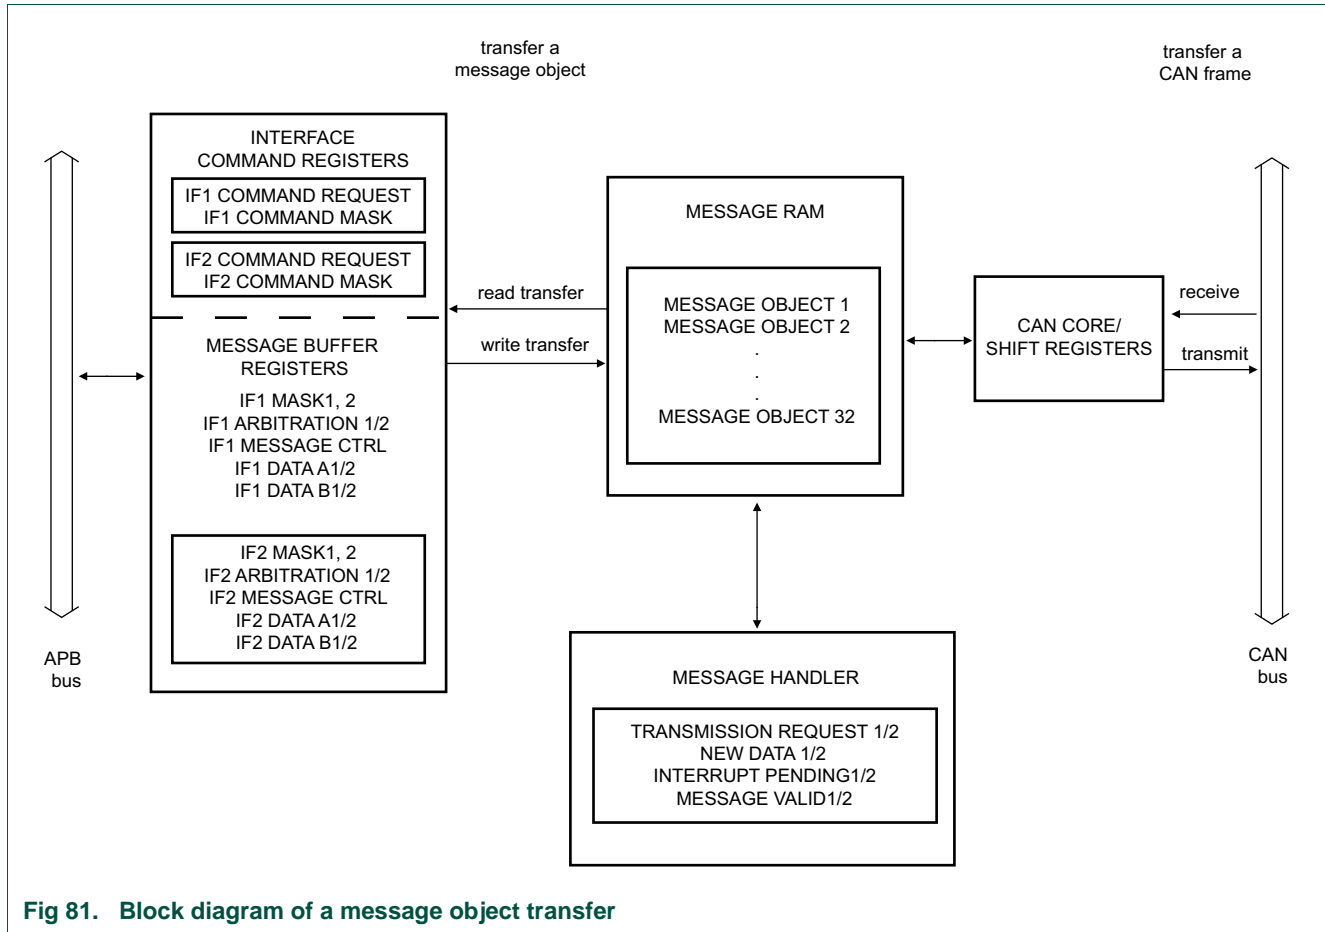 transfer a
message object
transfer a
CAN frame
INTERFACE
COMMAND REGISTERS
IF1 COMMAND REQUEST
IF1 COMMAND MASK
IF2 COMMAND REQUEST
IF2 COMMAND MASK
MESSAGE BUFFER
REGISTERS
IF1 MASK1, 2
IF1 ARBITRATION 1/2
IF1 MESSAGE CTRL
IF1 DATA A1/2
IF1 DATA B1/2
IF2 MASK1, 2
IF2 ARBITRATION 1/2
IF2 MESSAGE CTRL
IF2 DATA A1/2
IF2 DATA B1/2
APB
bus
read transfer
write transfer
MESSAGE RAM
MESSAGE OBJECT 1
MESSAGE OBJECT 2
.
.
.
MESSAGE OBJECT 32
CAN CORE/
SHIFT REGISTERS
receive
transmit
CAN
bus
MESSAGE HANDLER
TRANSMISSION REQUEST 1/2
NEW DATA 1/2
INTERRUPT PENDING1/2
MESSAGE VALID1/2
Fig 81. Block diagram of a message object transfer